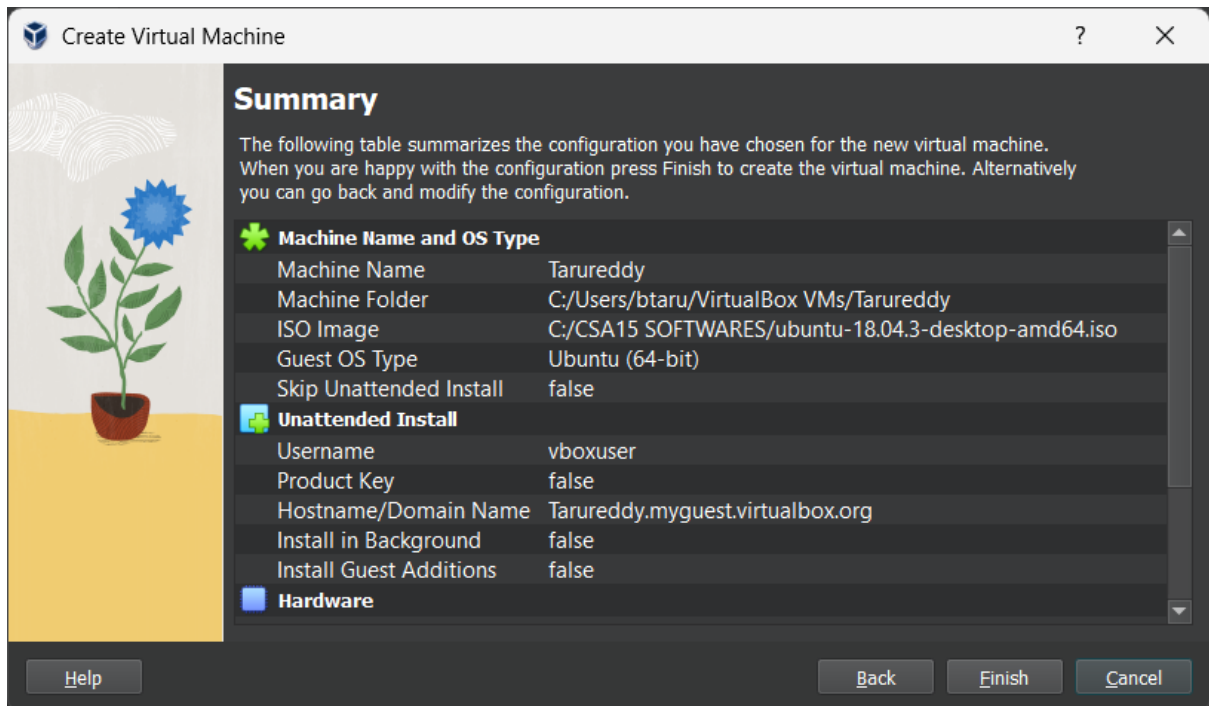 Create Virtual Machine ?
Summary
The following table summarizes the configuration you have chosen for the new virtual machine.
When you are happy with the configuration press Finish to create the virtual machine. Alternatively
you can go back and modify the configuration.
Machine Name and OS Type
Machine Name Tarureddy
Machine Folder C:/Users/btaru/VirtualBox VMs/Tarureddy
ISO Image C:/CSA15 SOFTWARES/ubuntu-18.04.3-desktop-amd64.iso
Guest OS Type Ubuntu (64-bit)
Skip Unattended Install false
Unattended Install
Username vboxuser
Product Key false
Hostname/Domain Name Tarureddy.myguest.virtualbox.org
Install in Background false
Install Guest Additions false
Hardware
Help Back Finish Cancel